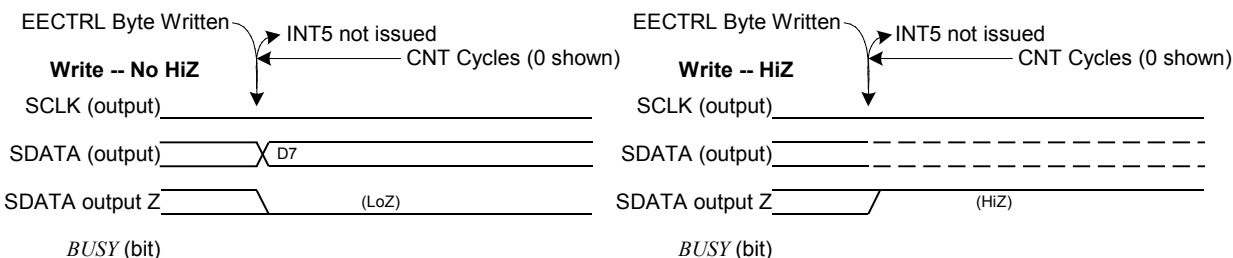 EECTRL Byte Written
INT5 not issued
CNT Cycles (0 shown)
Write -- No HiZ
SCLK (output)
SDATA (output)
D7
SDATA output Z
(LoZ)
BUSY (bit)
EECTRL Byte Written
INT5 not issued
CNT Cycles (0 shown)
Write -- HiZ
SCLK (output)
SDATA (output)
SDATA output Z
(HiZ)
BUSY (bit)